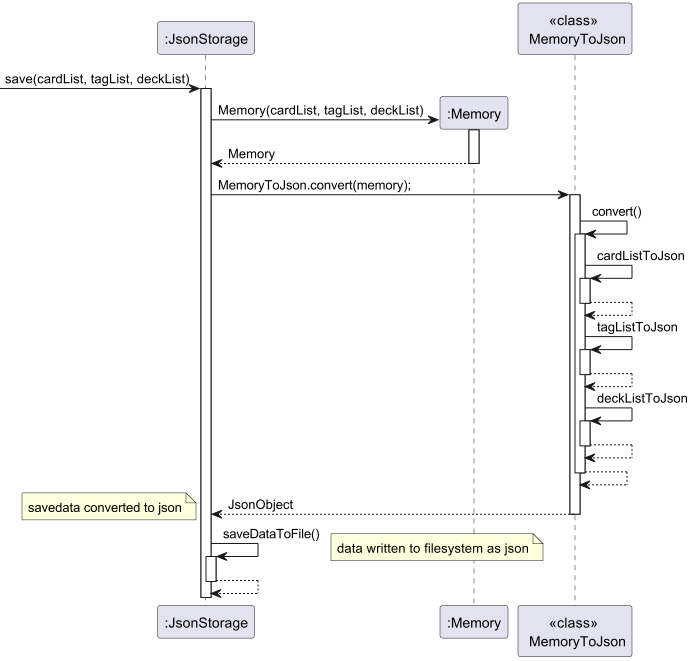 «class»
:JsonStorage
MemoryToJson
save(cardList, tagList, deckList)
Memory(cardList, tagList, deckList)
:Memory
Memory
MemoryToJson.convert(memory);
convert()
cardListToJson
tagListToJson
deckListToJson
savedata converted to json
JsonObject
saveDataToFile()
data written to filesystem as json
:JsonStorage
:Memory
«class»
MemoryToJson